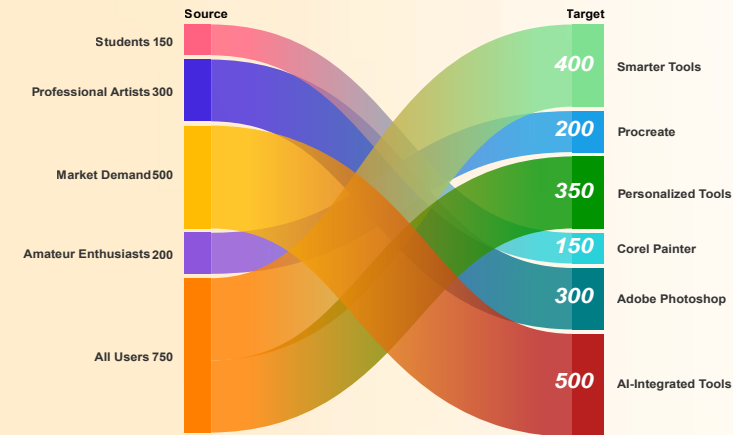 Source
Target
Students 150
Professional Artists 300
Market Demand 500
Amateur Enthusiasts 200
All Users 750
400
Smarter Tools
200
Procreate
350
Personalized Tools
150
Corel Painter
300
Adobe Photoshop
500
AI-Integrated Tools